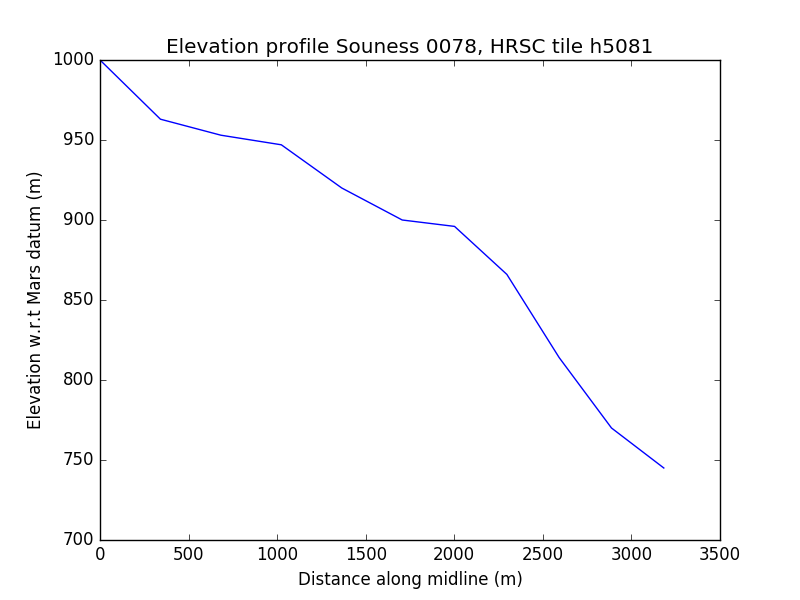 Elevation profile Souness 0078, HRSC tile h5081
1000
950
900
850
800
750
700
Elevation w.r.t Mars datum (m)
0 500 1000 1500 2000 2500 3000 3500
Distance along midline (m)